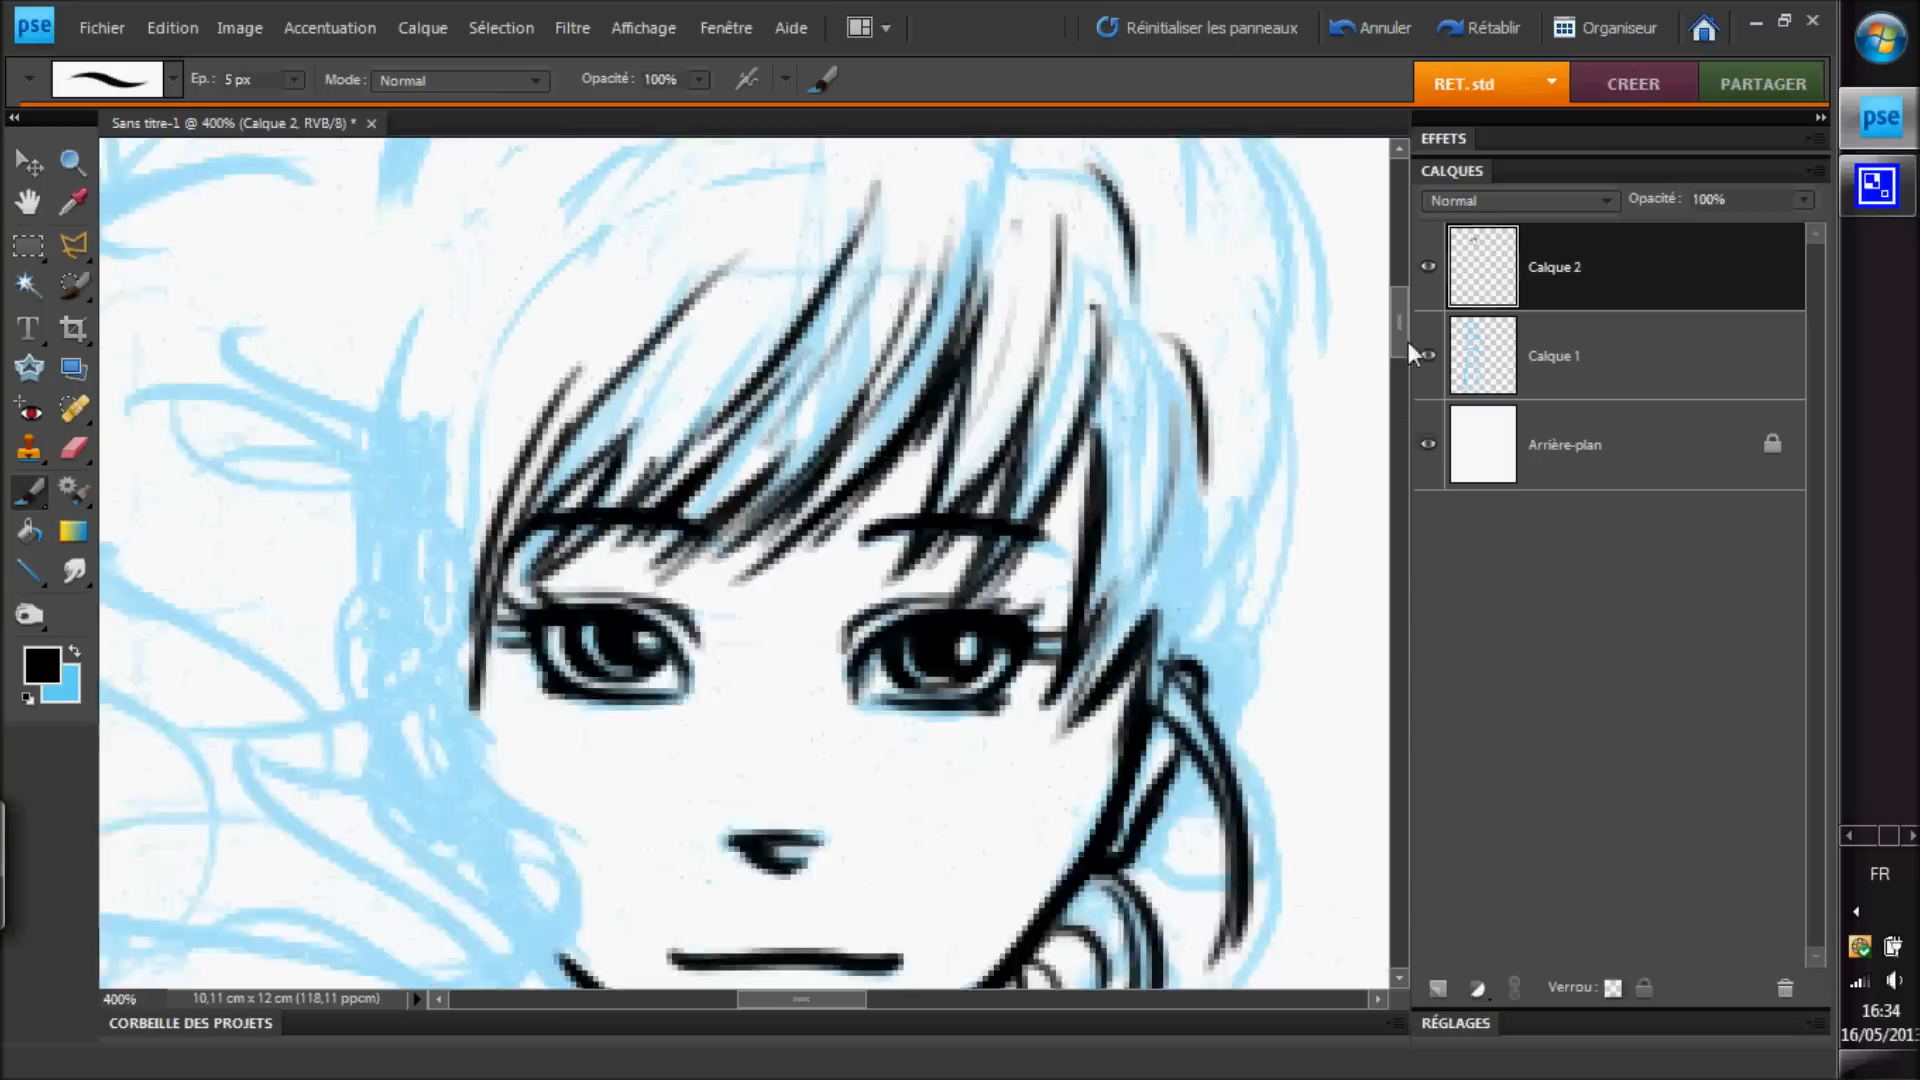 pse Fichier Edition Image Accentuation Calque Sélection Filtre Affichage Fenêtre Aide Réinitialiser les panneaux Annuler Rétablir Organiseur
Ep.: 5 px Mode: Normal Opacité: 100% RET. std CREER PARTAGER
Sans titre-1 @ 400% (Calque 2, RVB/8) *
EFFETS
CALQUES
Normal Opacité: 100%
Calque 2
Calque 1
Arrière-plan
Verrou:
400% 10,11 cm x 12 cm (118,11 ppcm)
CORBEILLE DES PROJETS
RÉGLAGES
pse
FR
16:34
16/05/201